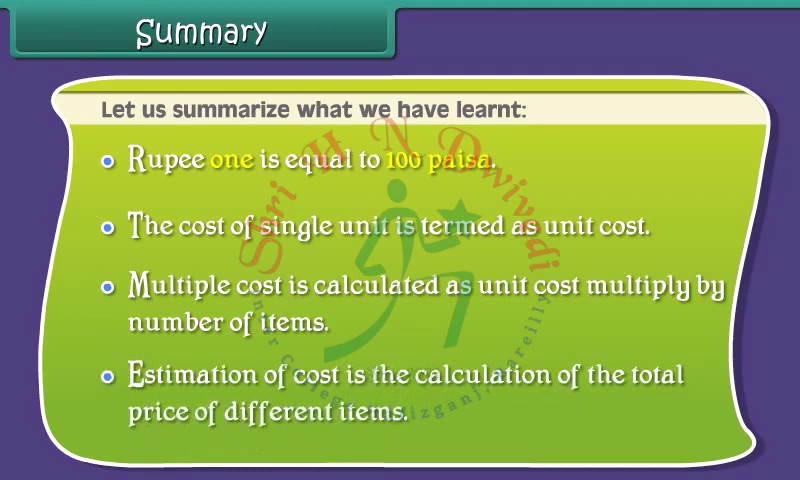 Summary
Let us summarize what we have learnt:
Rupee one is equal to 100 paisa.
The cost of single unit is termed as unit cost.
Multiple cost is calculated as unit cost multiply by
number of items.
Estimation of cost is the calculation of the total
price of different items.
Shri H N Dwivedi